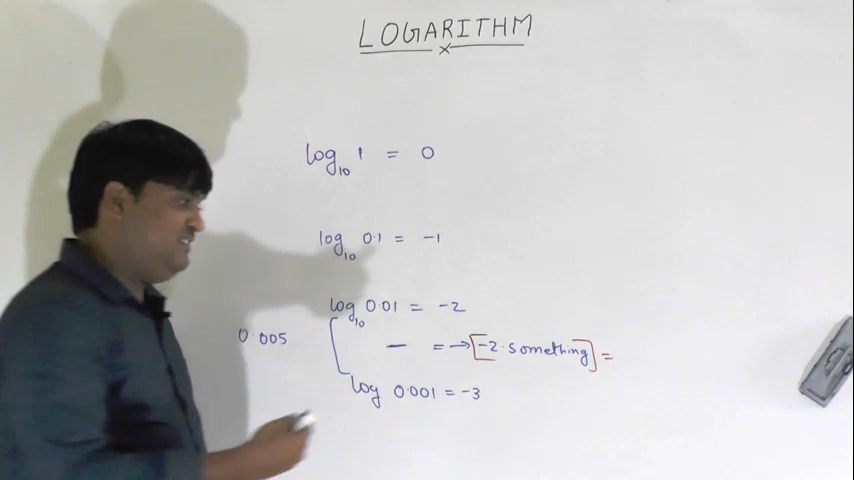 LOGARITHM
x
log₁₀ 1 = 0
log₁₀ 0.1 = -1
log₁₀ 0.01 = -2
0.005 — = → [-2.something] =
log 0.001 = -3